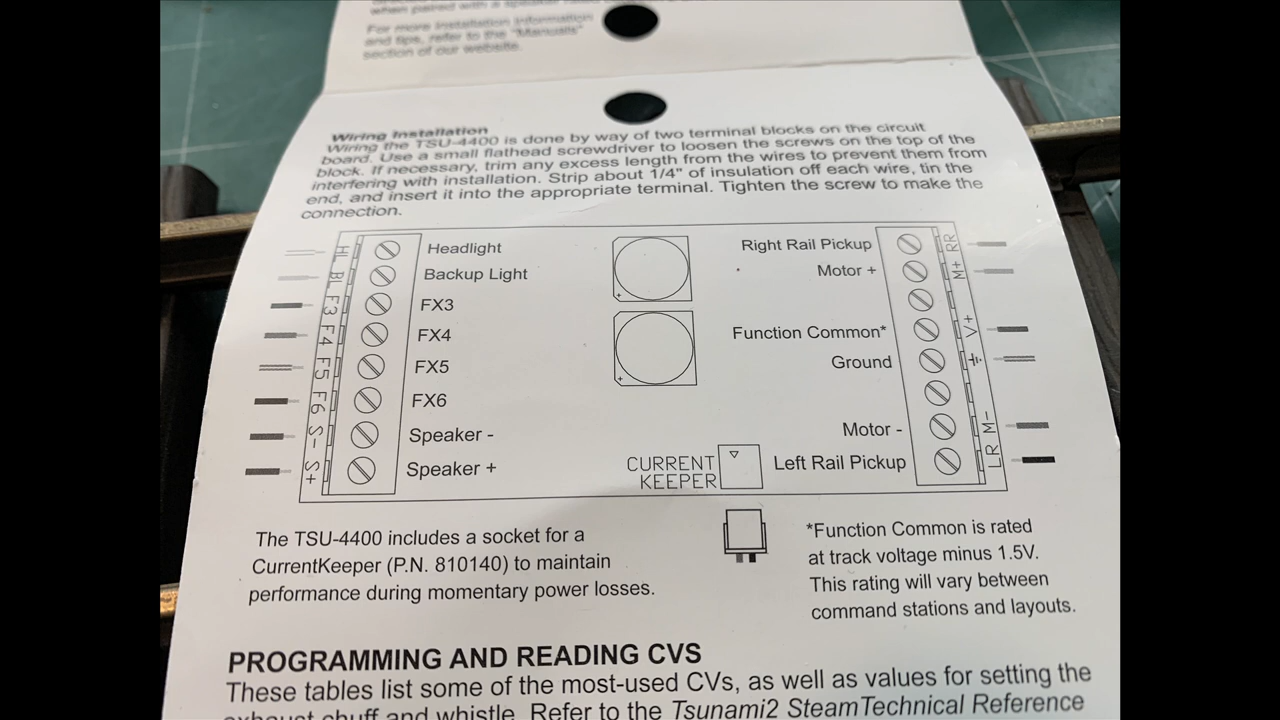 when paired with a speaker
For more Installation Information
and tips, refer to the "Manuals"
section of our website.
Wiring Installation
Wiring the TSU-4400 is done by way of two terminal blocks on the circuit
board. Use a small flathead screwdriver to loosen the screws on the top of the
block. If necessary, trim any excess length from the wires to prevent them from
interfering with installation. Strip about 1/4" of insulation off each wire, tin the
end, and insert it into the appropriate terminal. Tighten the screw to make the
connection.
HL Headlight
BL Backup Light
F3 FX3
F4 FX4
F5 FX5
F6 FX6
S- Speaker -
S+ Speaker +
Right Rail Pickup RR
Motor + M+
Function Common* V+
Ground
Motor - M-
Left Rail Pickup LR
CURRENT
KEEPER
The TSU-4400 includes a socket for a
CurrentKeeper (P.N. 810140) to maintain
performance during momentary power losses.
*Function Common is rated
at track voltage minus 1.5V.
This rating will vary between
command stations and layouts.
PROGRAMMING AND READING CVS
These tables list some of the most-used CVs, as well as values for setting the
exhaust chuff and whistle. Refer to the Tsunami2 SteamTechnical Reference